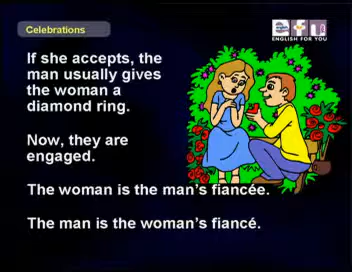 Celebrations
ENGLISH FOR YOU
If she accepts, the
man usually gives
the woman a
diamond ring.
Now, they are
engaged.
The woman is the man's fiancée.
The man is the woman's fiancé.